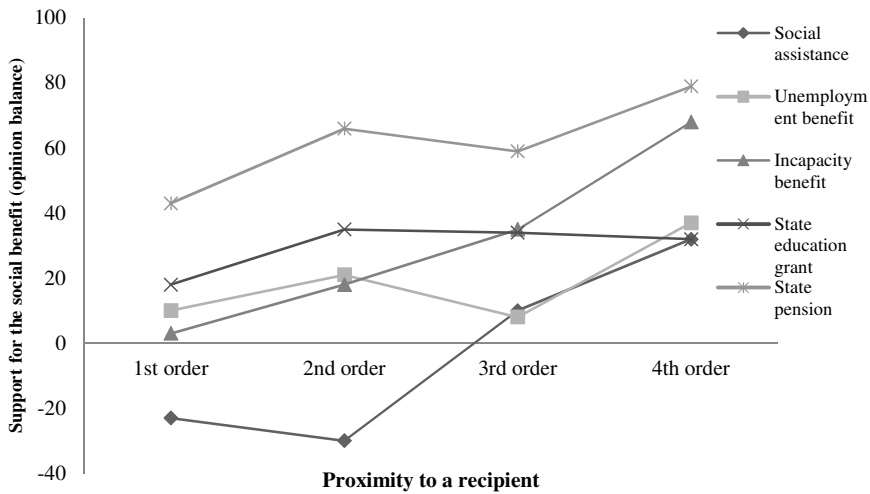 Support for the social benefit (opinion balance)
100
80
60
40
20
0
-20
-40
1st order
2nd order
3rd order
4th order
Proximity to a recipient
Social
assistance
Unemploym
ent benefit
Incapacity
benefit
State
education
grant
State
pension